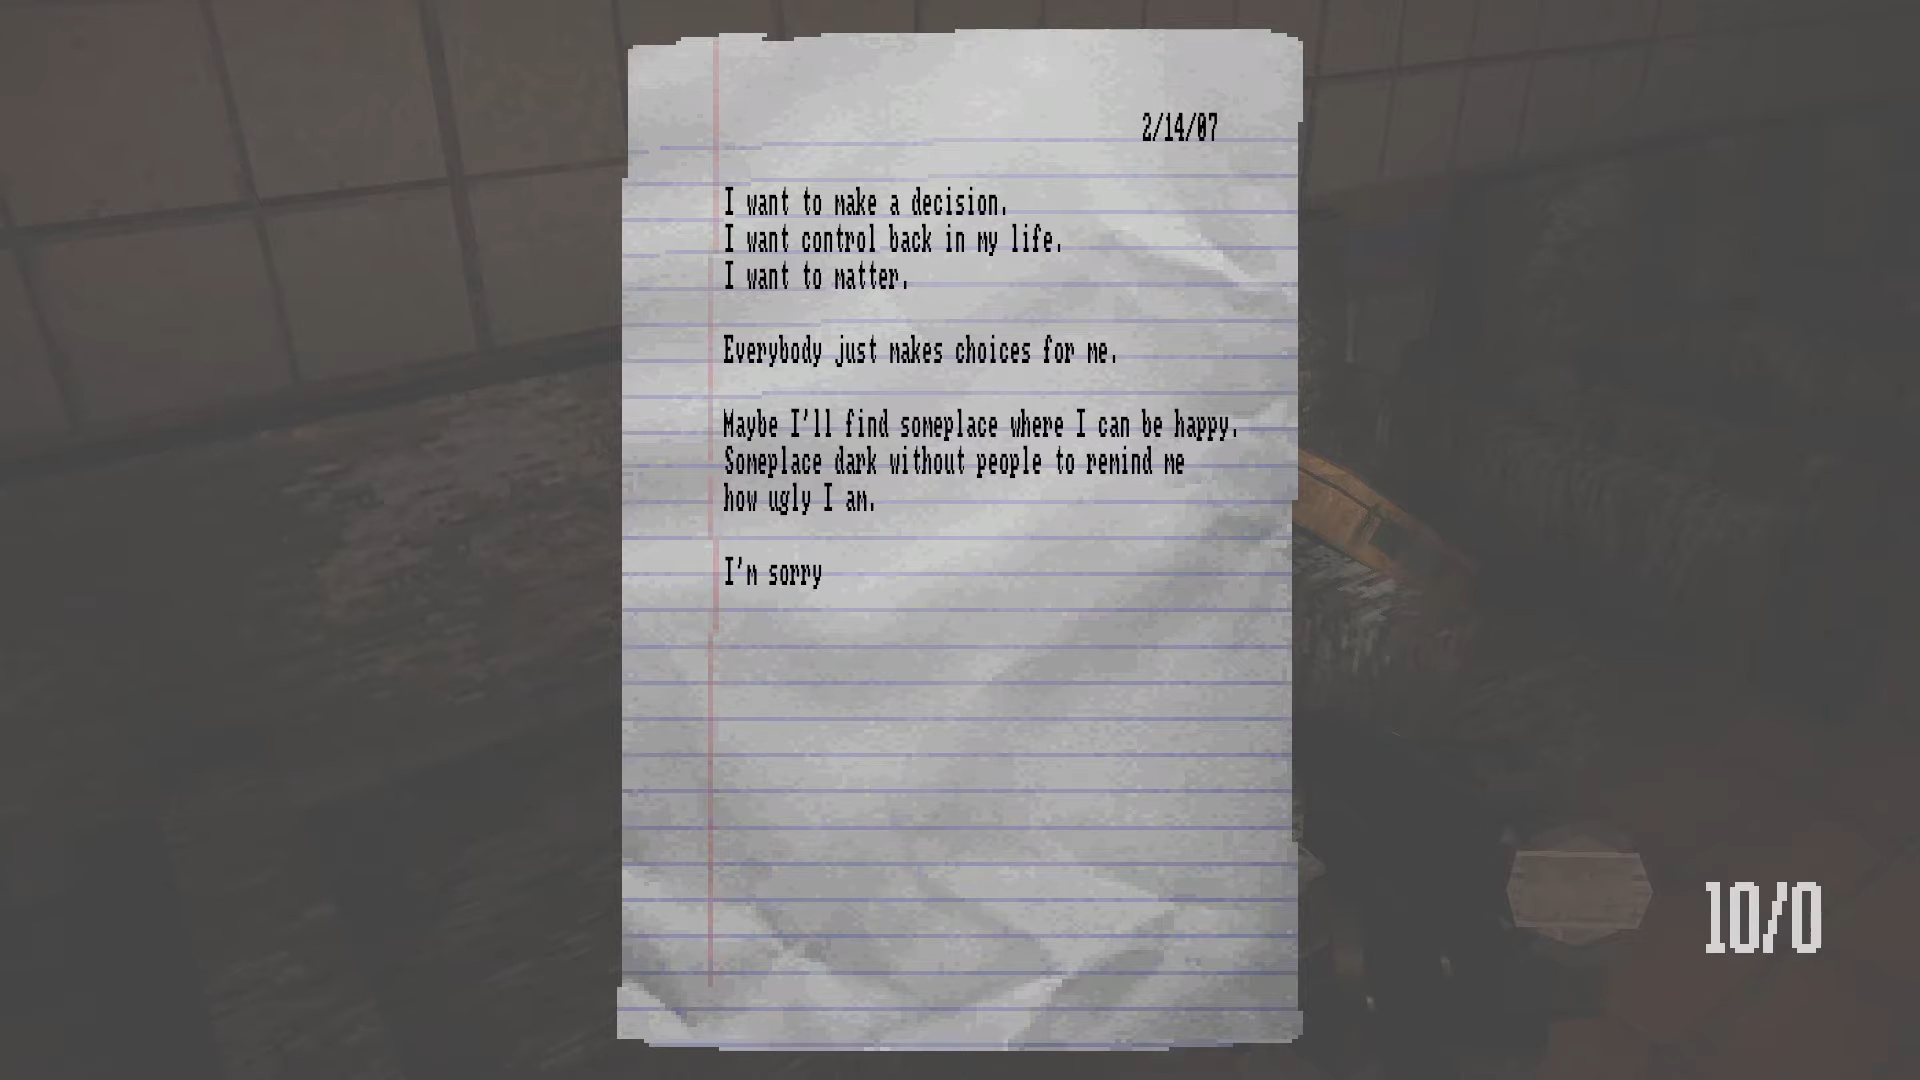 2/14/07
I want to make a decision.
I want control back in my life.
I want to matter.
Everybody just makes choices for me.
Maybe I'll find someplace where I can be happy.
Someplace dark without people to remind me
how ugly I am.
I'm sorry
10/0